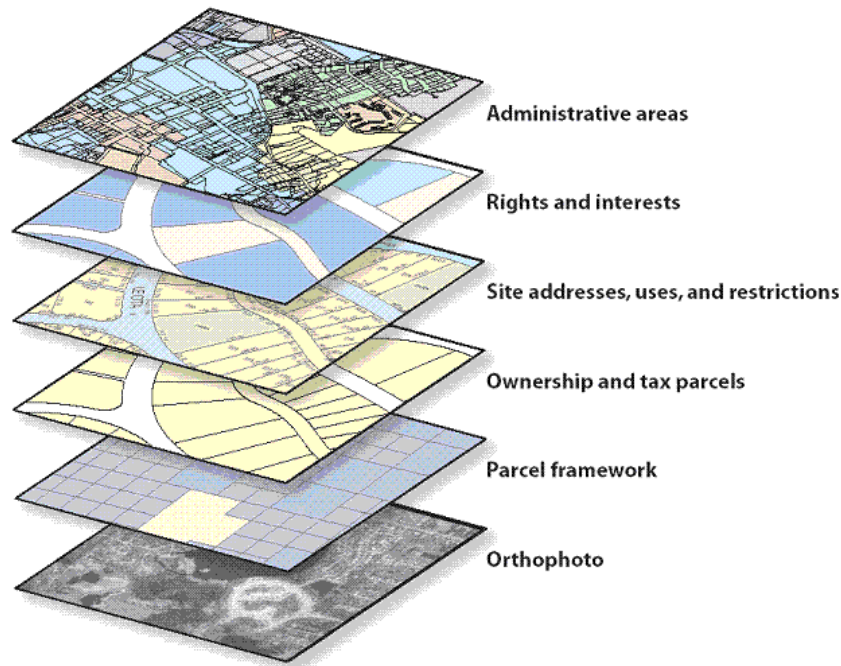 Administrative areas
Rights and interests
Site addresses, uses, and restrictions
Ownership and tax parcels
Parcel framework
Orthophoto